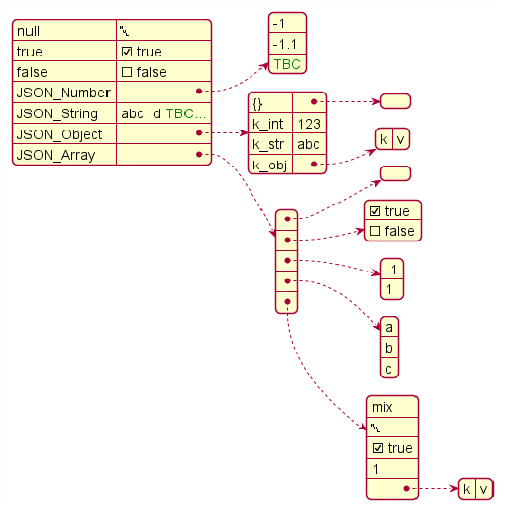 null
true ☑ true
false ☐ false
JSON_Number
JSON_String abc d TBC...
JSON_Object
JSON_Array
-1
-1.1
TBC
{}
k_int 123
k_str abc
k_obj
k v
☑ true
☐ false
1
1
a
b
c
mix
☑ true
1
k v